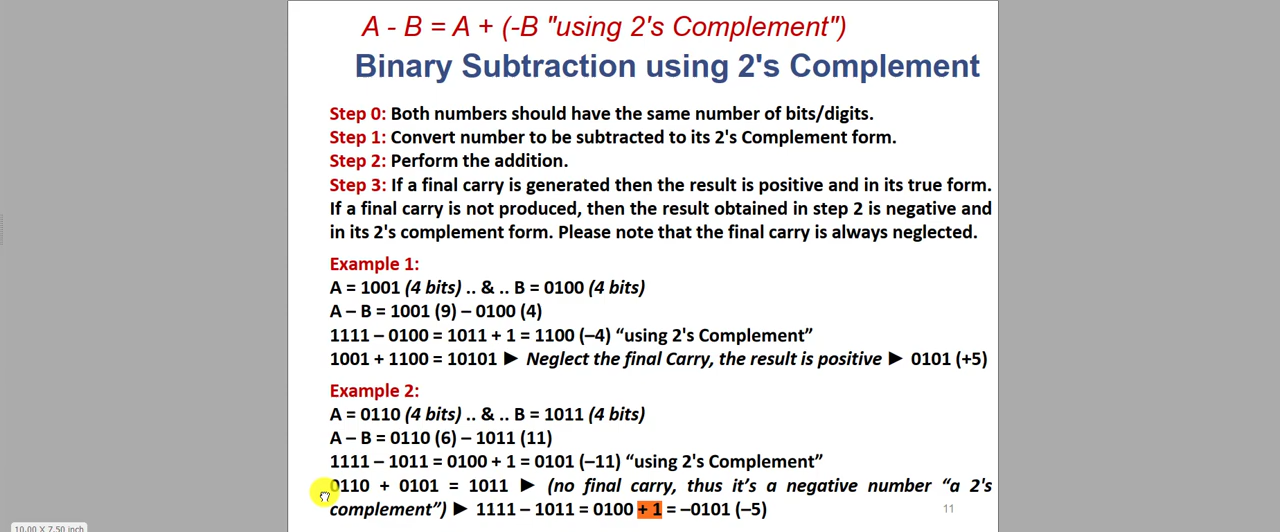 A - B = A + (-B "using 2's Complement")
Binary Subtraction using 2's Complement
Step 0: Both numbers should have the same number of bits/digits.
Step 1: Convert number to be subtracted to its 2's Complement form.
Step 2: Perform the addition.
Step 3: If a final carry is generated then the result is positive and in its true form.
If a final carry is not produced, then the result obtained in step 2 is negative and
in its 2's complement form. Please note that the final carry is always neglected.
Example 1:
A = 1001 (4 bits) .. & .. B = 0100 (4 bits)
A – B = 1001 (9) – 0100 (4)
1111 – 0100 = 1011 + 1 = 1100 (–4) “using 2's Complement”
1001 + 1100 = 10101 ► Neglect the final Carry, the result is positive ► 0101 (+5)
Example 2:
A = 0110 (4 bits) .. & .. B = 1011 (4 bits)
A – B = 0110 (6) – 1011 (11)
1111 – 1011 = 0100 + 1 = 0101 (–11) “using 2's Complement”
0110 + 0101 = 1011 ► (no final carry, thus it’s a negative number “a 2's
complement”) ► 1111 – 1011 = 0100 + 1 = –0101 (–5)
11
10.00 X 7.50 inch